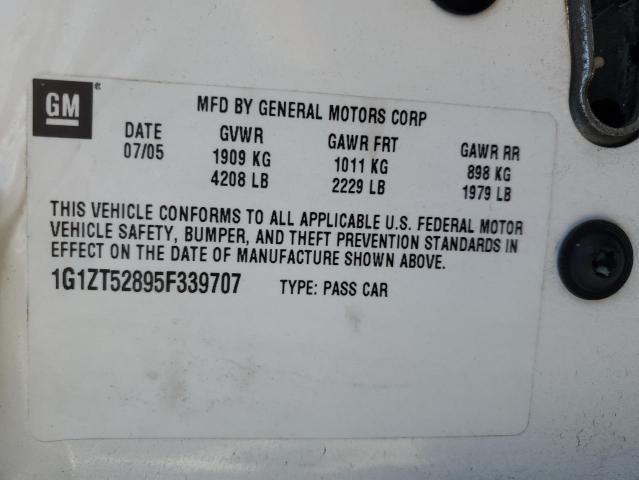 GM®
MFD BY GENERAL MOTORS CORP
DATE GVWR GAWR FRT GAWR RR
07/05 1909 KG 1011 KG 898 KG
4208 LB 2229 LB 1979 LB
THIS VEHICLE CONFORMS TO ALL APPLICABLE U.S. FEDERAL MOTOR
VEHICLE SAFETY, BUMPER, AND THEFT PREVENTION STANDARDS IN
EFFECT ON THE DATE OF MANUFACTURE SHOWN ABOVE.
1G1ZT52895F339707 TYPE: PASS CAR